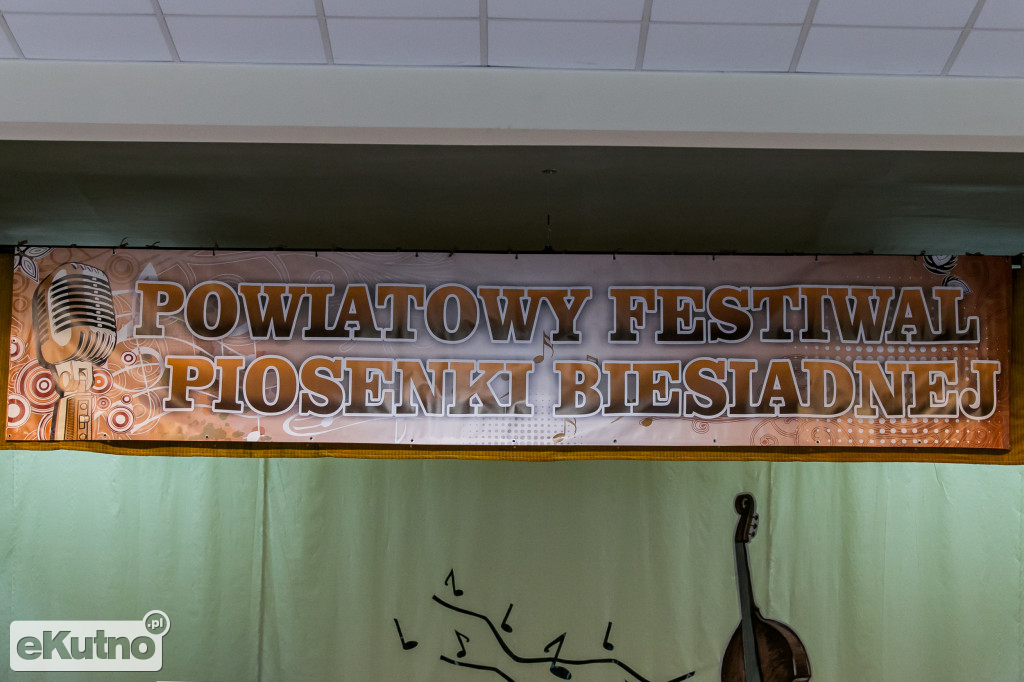 POWIATOWY FESTIWAL
PIOSENKI BIESIADNEJ
eKutno.pl